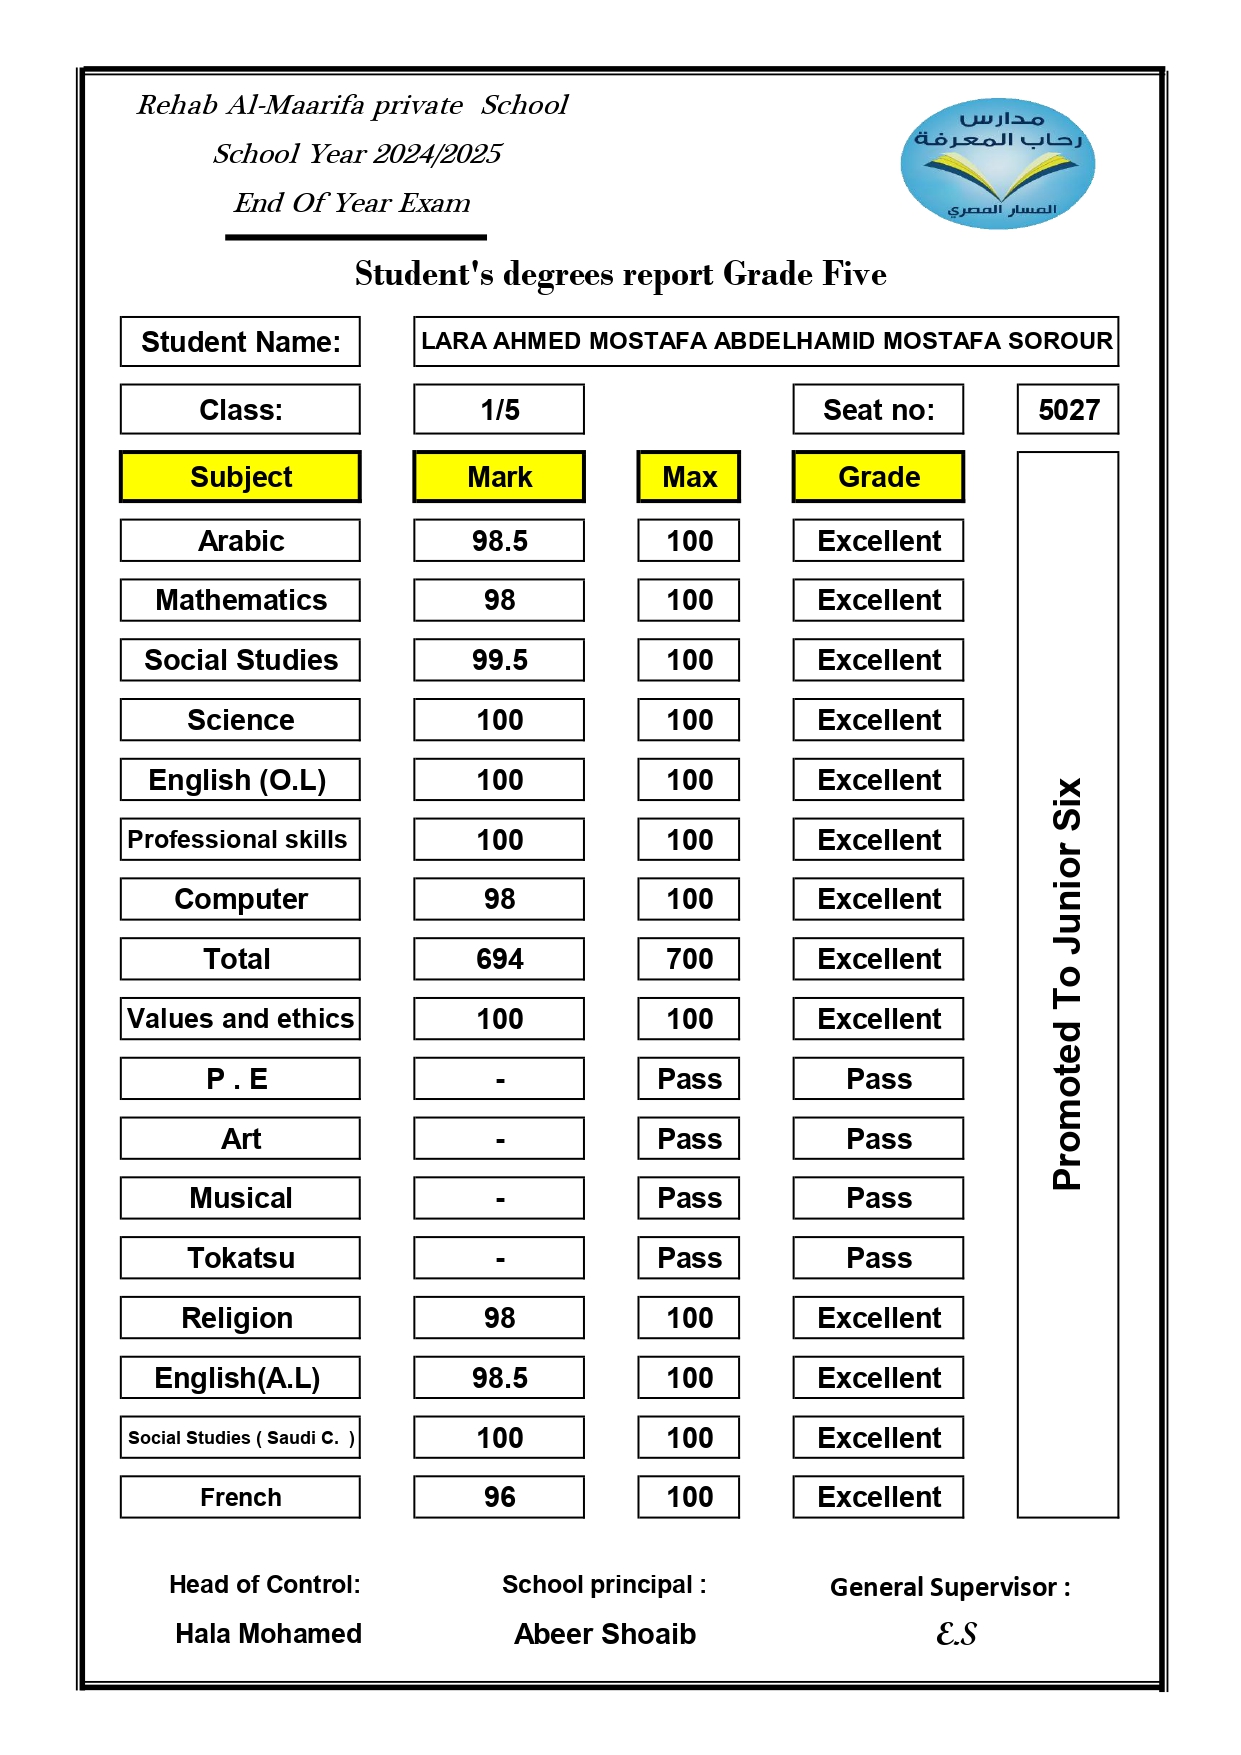 Rehab Al-Maarifa private School
School Year 2024/2025
End Of Year Exam
مدارس
رحاب المعرفة
المسار المصري
Student's degrees report Grade Five
Student Name: LARA AHMED MOSTAFA ABDELHAMID MOSTAFA SOROUR
Class: 1/5 Seat no: 5027
Subject Mark Max Grade
Arabic 98.5 100 Excellent
Mathematics 98 100 Excellent
Social Studies 99.5 100 Excellent
Science 100 100 Excellent
English (O.L) 100 100 Excellent
Professional skills 100 100 Excellent
Computer 98 100 Excellent
Total 694 700 Excellent
Values and ethics 100 100 Excellent
P . E - Pass Pass
Art - Pass Pass
Musical - Pass Pass
Tokatsu - Pass Pass
Religion 98 100 Excellent
English(A.L) 98.5 100 Excellent
Social Studies ( Saudi C. ) 100 100 Excellent
French 96 100 Excellent
Promoted To Junior Six
Head of Control: School principal : General Supervisor :
Hala Mohamed Abeer Shoaib E.S